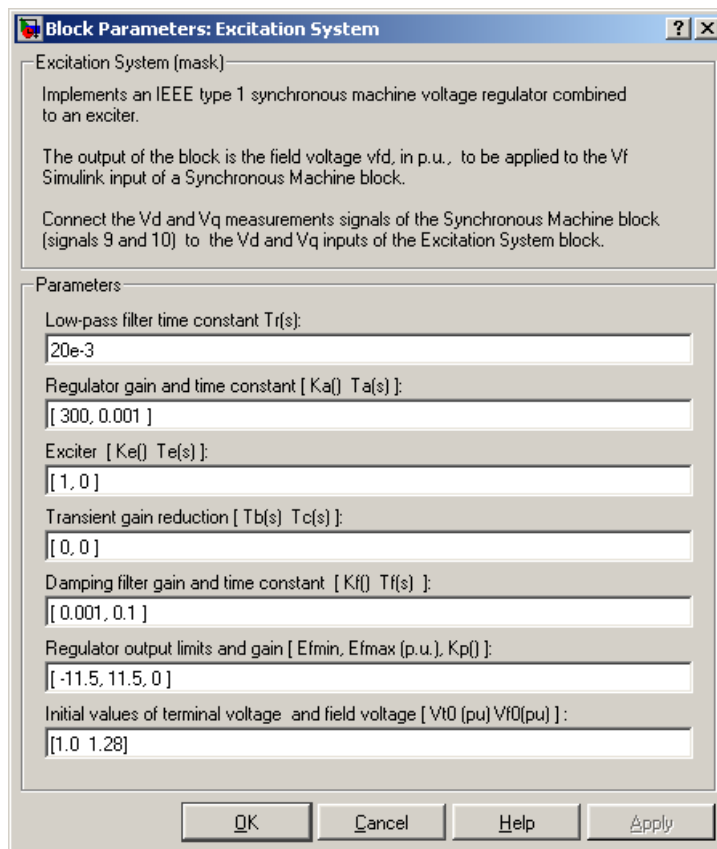 Block Parameters: Excitation System
Excitation System (mask)
Implements an IEEE type 1 synchronous machine voltage regulator combined
to an exciter.
The output of the block is the field voltage vfd, in p.u., to be applied to the Vf
Simulink input of a Synchronous Machine block.
Connect the Vd and Vq measurements signals of the Synchronous Machine block
(signals 9 and 10) to the Vd and Vq inputs of the Excitation System block.
Parameters
Low-pass filter time constant Tr(s):
20e-3
Regulator gain and time constant [ Ka() Ta(s) ]:
[ 300, 0.001 ]
Exciter [ Ke() Te(s) ]:
[ 1, 0 ]
Transient gain reduction [ Tb(s) Tc(s) ]:
[ 0, 0 ]
Damping filter gain and time constant [ Kf() Tf(s) ]:
[ 0.001, 0.1 ]
Regulator output limits and gain [ Efmin, Efmax (p.u.), Kp() ]:
[ -11.5, 11.5, 0 ]
Initial values of terminal voltage and field voltage [ Vt0 (pu) Vf0(pu) ] :
[1.0 1.28]
OK Cancel Help Apply